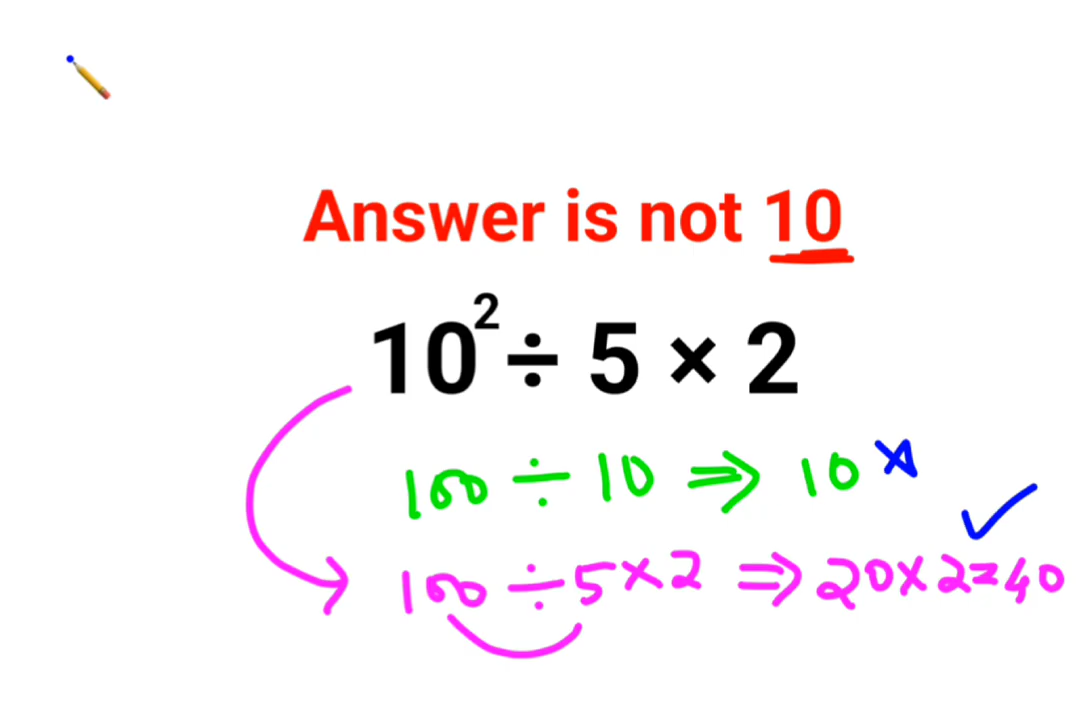 Answer is not 10
10² ÷ 5 × 2
100 ÷ 10 ⇒ 10 ×
100 ÷ 5 × 2 ⇒ 20 × 2 = 40 ✓